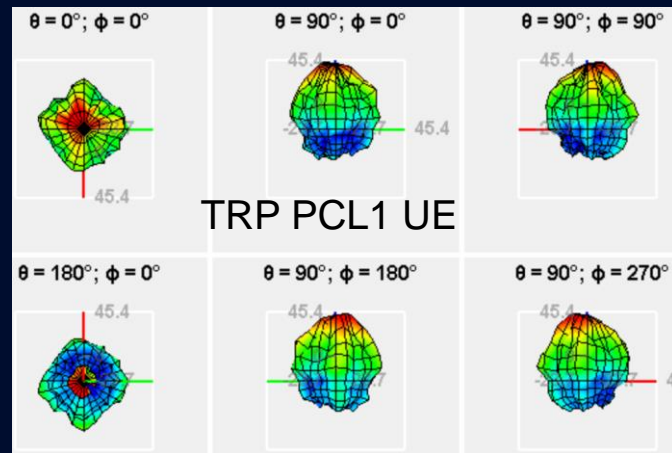 θ = 0°; ϕ = 0°
θ = 90°; ϕ = 0°
θ = 90°; ϕ = 90°
45.4
45.4
45.4
45.4
TRP PCL1 UE
θ = 180°; ϕ = 0°
θ = 90°; ϕ = 180°
θ = 90°; ϕ = 270°
45.4
45.4
45.4